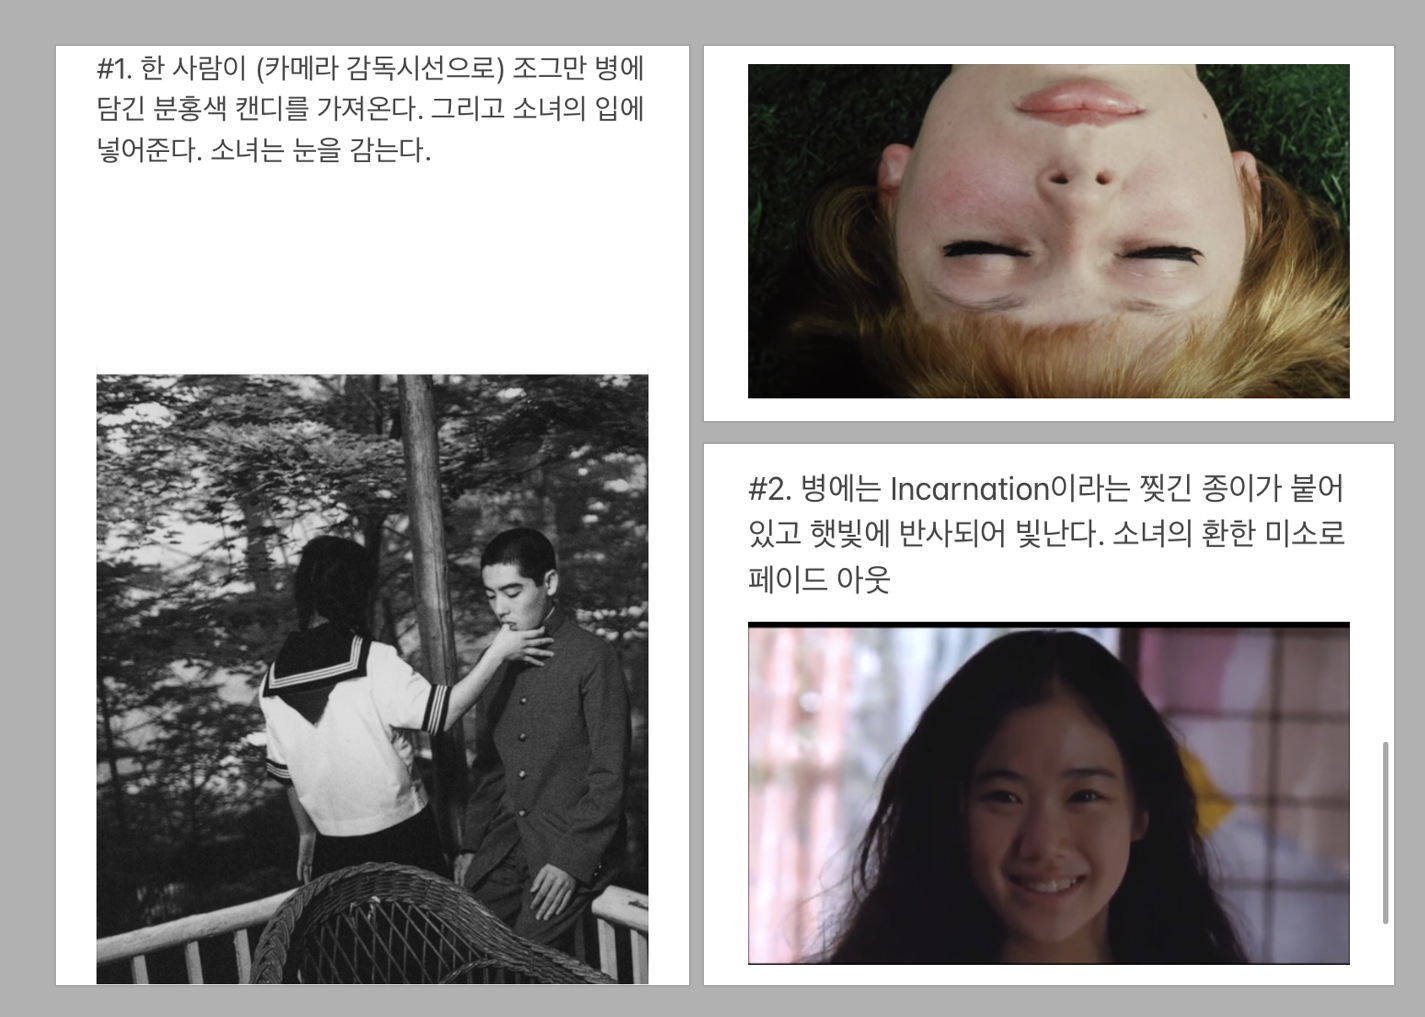 #1. 한 사람이 (카메라 감독시선으로) 조그만 병에
담긴 분홍색 캔디를 가져온다. 그리고 소녀의 입에
넣어준다. 소녀는 눈을 감는다.
#2. 병에는 Incarnation이라는 찢긴 종이가 붙어
있고 햇빛에 반사되어 빛난다. 소녀의 환한 미소로
페이드 아웃